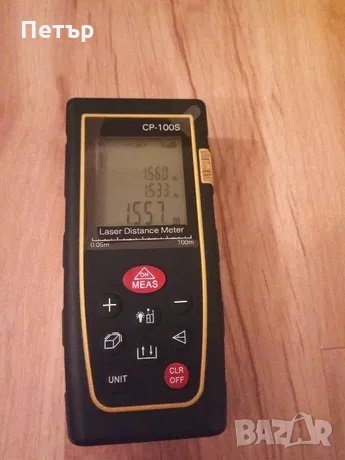 Петър
CP-100S
1.560 m
1.533 m
1.557 m
Laser Distance Meter
0.05m 100m
ON
MEAS
+ −
UNIT
CLR
OFF
BAZAR